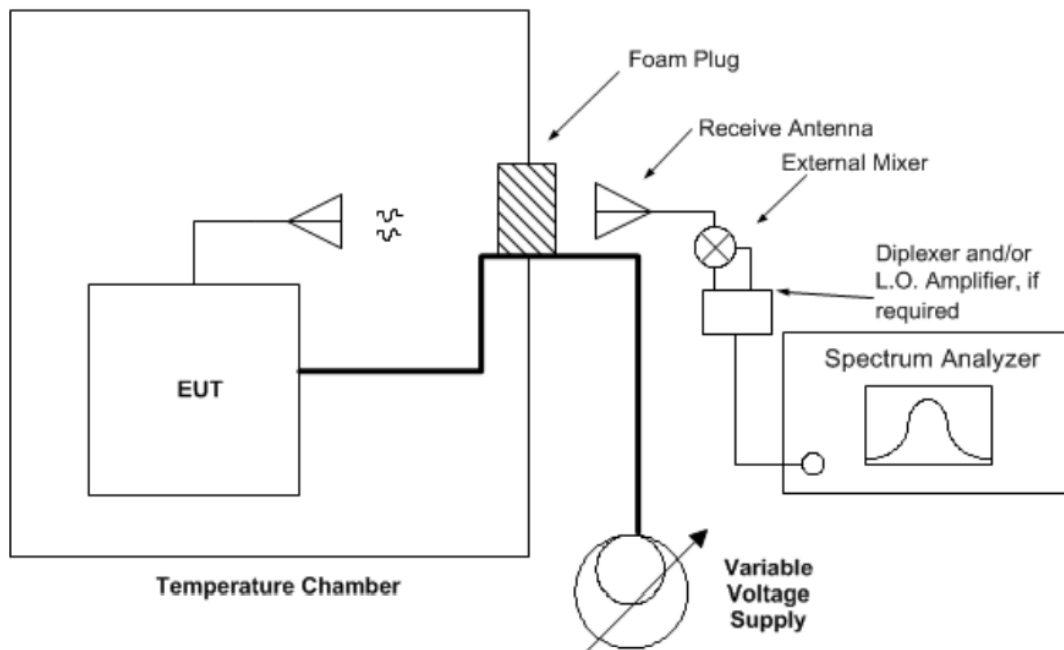 Foam Plug
Receive Antenna
External Mixer
Diplexer and/or
L.O. Amplifier, if
required
Spectrum Analyzer
EUT
Temperature Chamber
Variable
Voltage
Supply